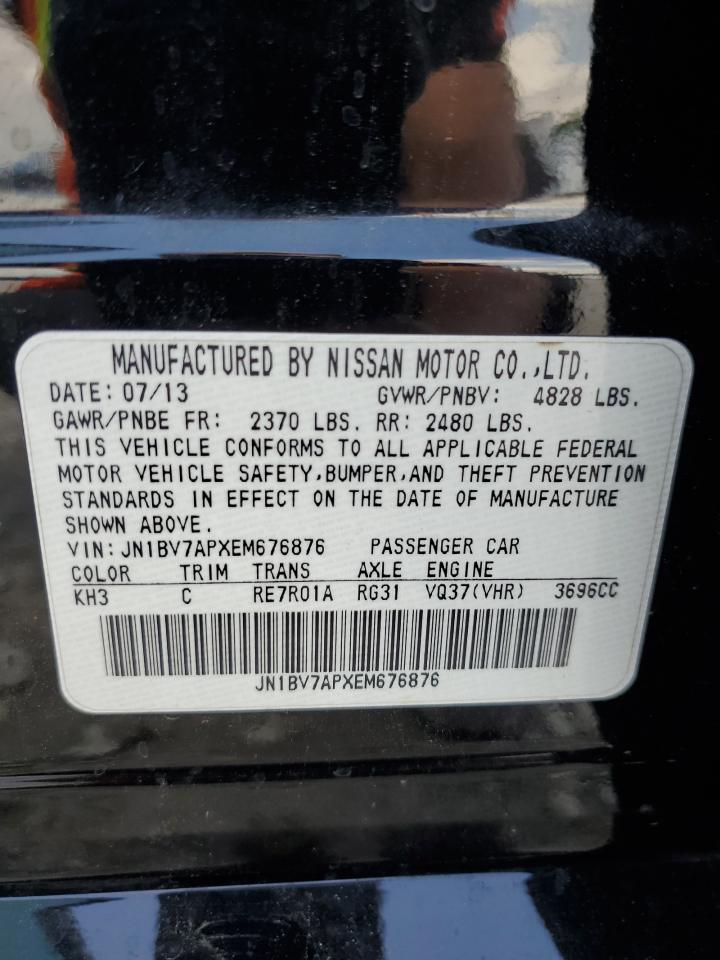 MANUFACTURED BY NISSAN MOTOR CO.,LTD.
DATE: 07/13 GVWR/PNBV: 4828 LBS.
GAWR/PNBE FR: 2370 LBS. RR: 2480 LBS.
THIS VEHICLE CONFORMS TO ALL APPLICABLE FEDERAL
MOTOR VEHICLE SAFETY,BUMPER,AND THEFT PREVENTION
STANDARDS IN EFFECT ON THE DATE OF MANUFACTURE
SHOWN ABOVE.
VIN: JN1BV7APXEM676876 PASSENGER CAR
COLOR TRIM TRANS AXLE ENGINE
KH3 C RE7R01A RG31 VQ37(VHR) 3696CC
JN1BV7APXEM676876